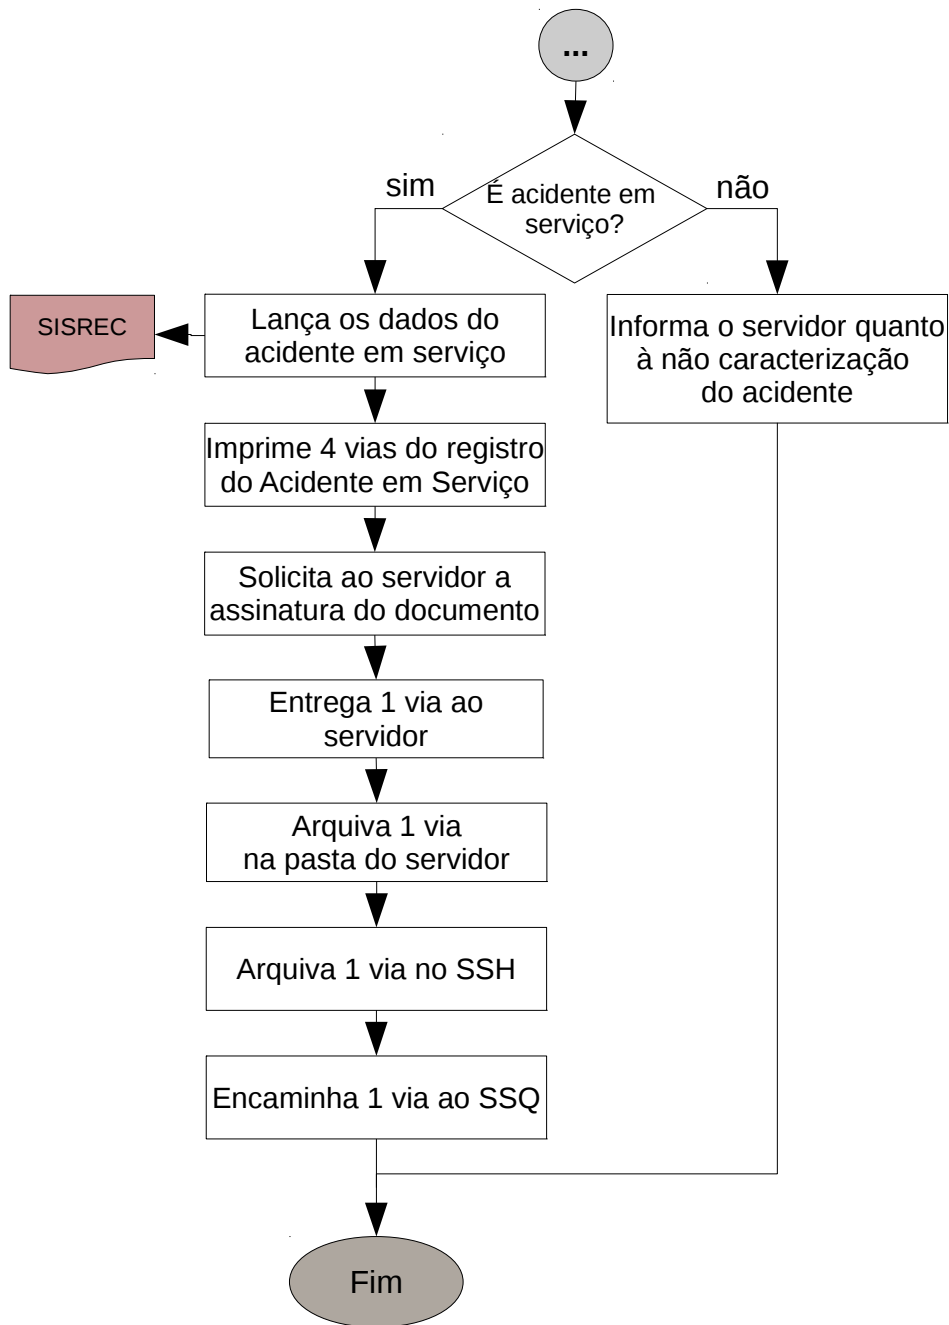 ...
É acidente em
serviço?
sim
não
SISREC
Lança os dados do
acidente em serviço
Informa o servidor quanto
à não caracterização
do acidente
Imprime 4 vias do registro
do Acidente em Serviço
Solicita ao servidor a
assinatura do documento
Entrega 1 via ao
servidor
Arquiva 1 via
na pasta do servidor
Arquiva 1 via no SSH
Encaminha 1 via ao SSQ
Fim